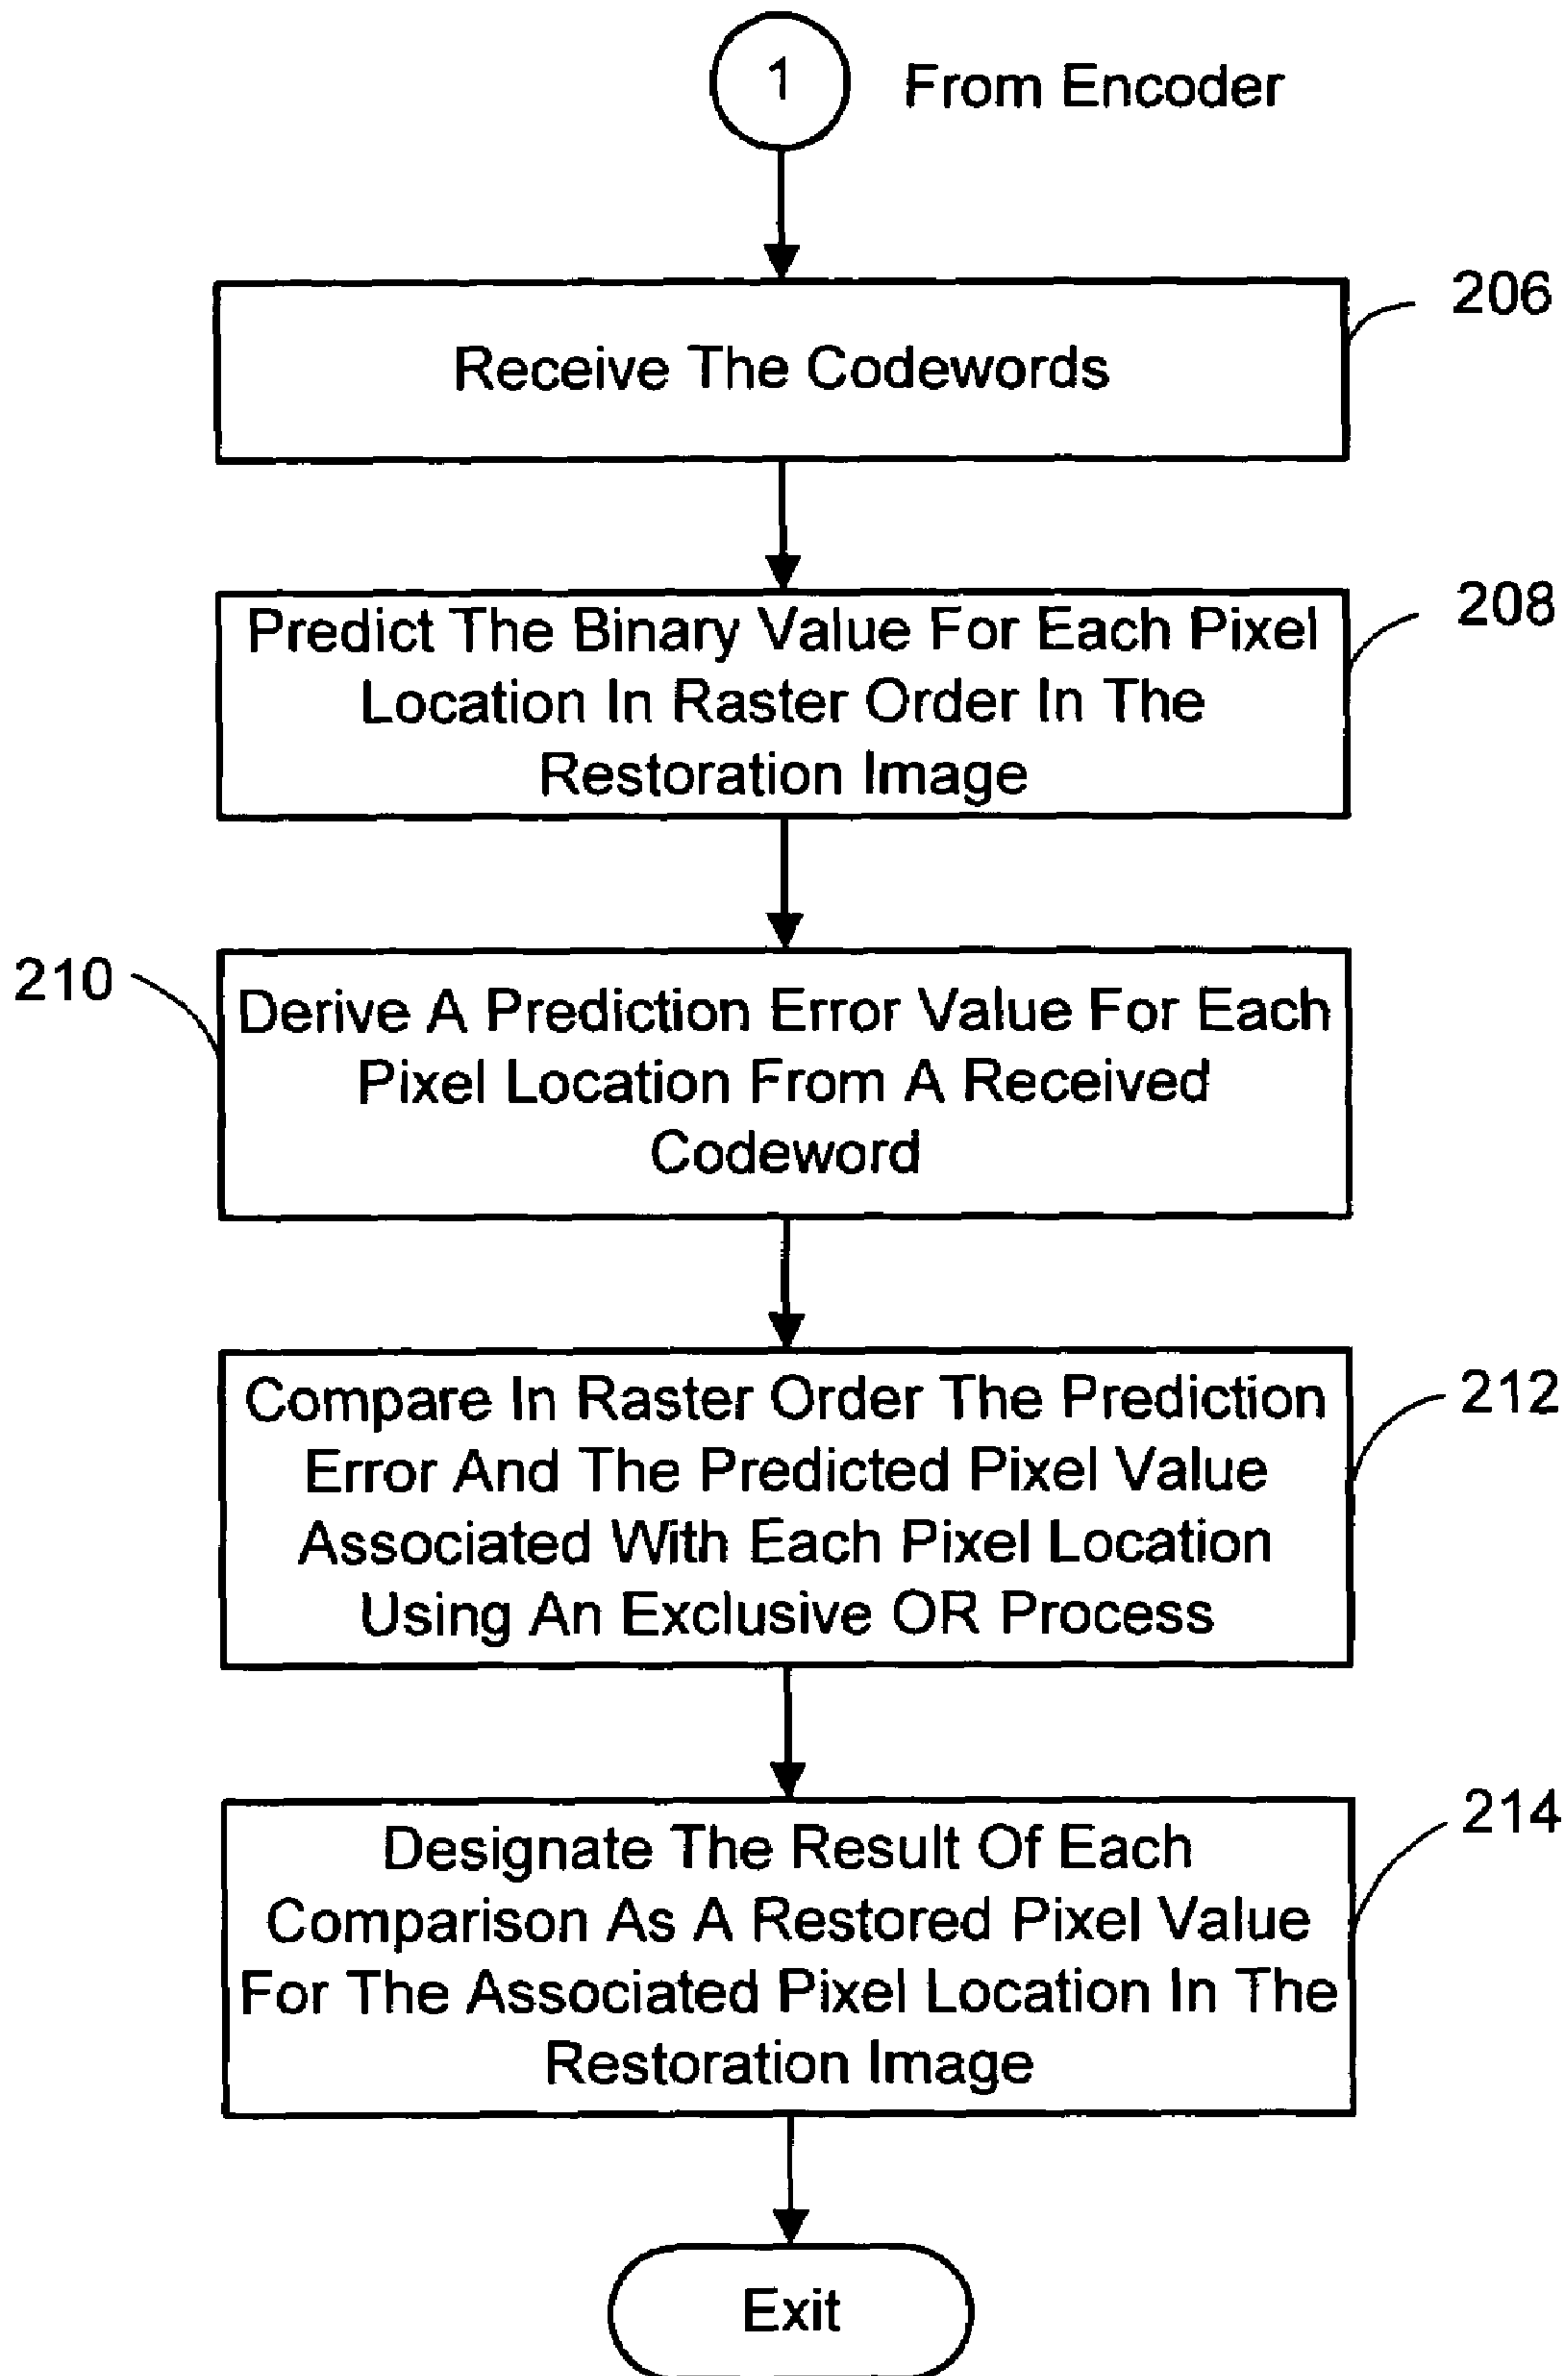 1
From Encoder
206
Receive The Codewords
208
Predict The Binary Value For Each Pixel
Location In Raster Order In The
Restoration Image
210
Derive A Prediction Error Value For Each
Pixel Location From A Received
Codeword
212
Compare In Raster Order The Prediction
Error And The Predicted Pixel Value
Associated With Each Pixel Location
Using An Exclusive OR Process
214
Designate The Result Of Each
Comparison As A Restored Pixel Value
For The Associated Pixel Location In The
Restoration Image
Exit